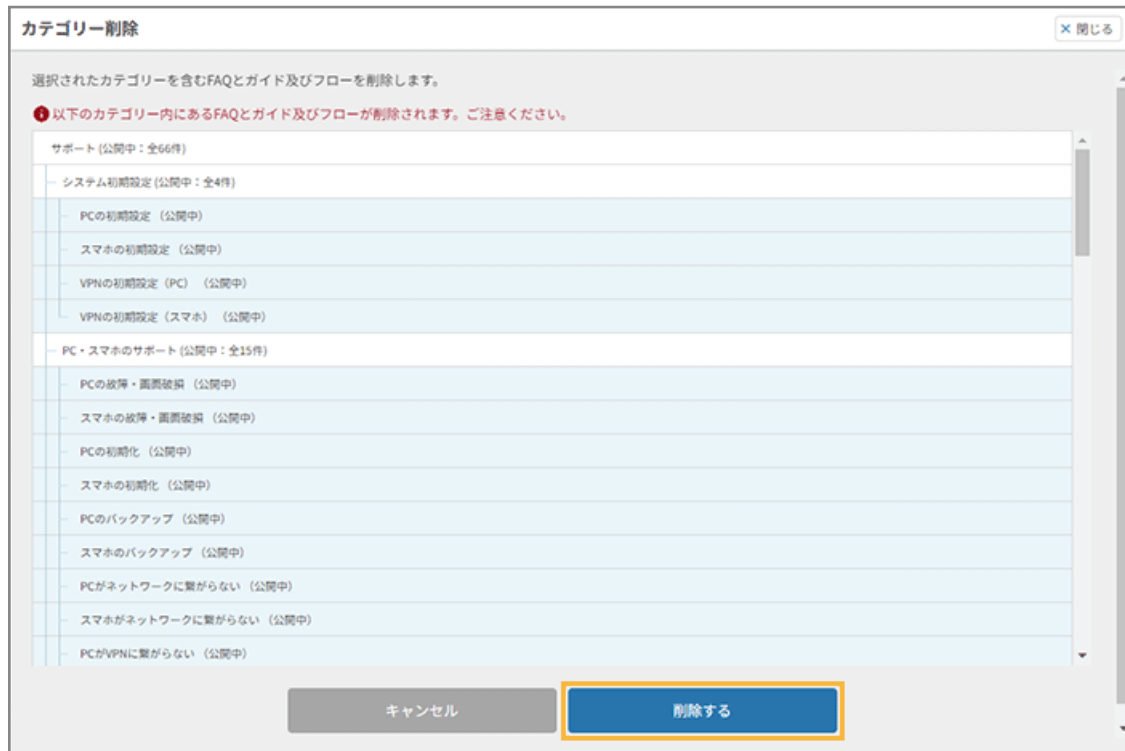 カテゴリー削除
× 閉じる
選択されたカテゴリーを含むFAQとガイド及びフローを削除します。
以下のカテゴリー内にあるFAQとガイド及びフローが削除されます。ご注意ください。
サポート (公開中：全66件)
システム初期設定 (公開中：全4件)
PCの初期設定 （公開中）
スマホの初期設定 （公開中）
VPNの初期設定（PC） （公開中）
VPNの初期設定（スマホ） （公開中）
PC・スマホのサポート (公開中：全15件)
PCの故障・画面破損 （公開中）
スマホの故障・画面破損 （公開中）
PCの初期化 （公開中）
スマホの初期化 （公開中）
PCのバックアップ （公開中）
スマホのバックアップ （公開中）
PCがネットワークに繋がらない （公開中）
スマホがネットワークに繋がらない （公開中）
PCがVPNに繋がらない （公開中）
キャンセル
削除する